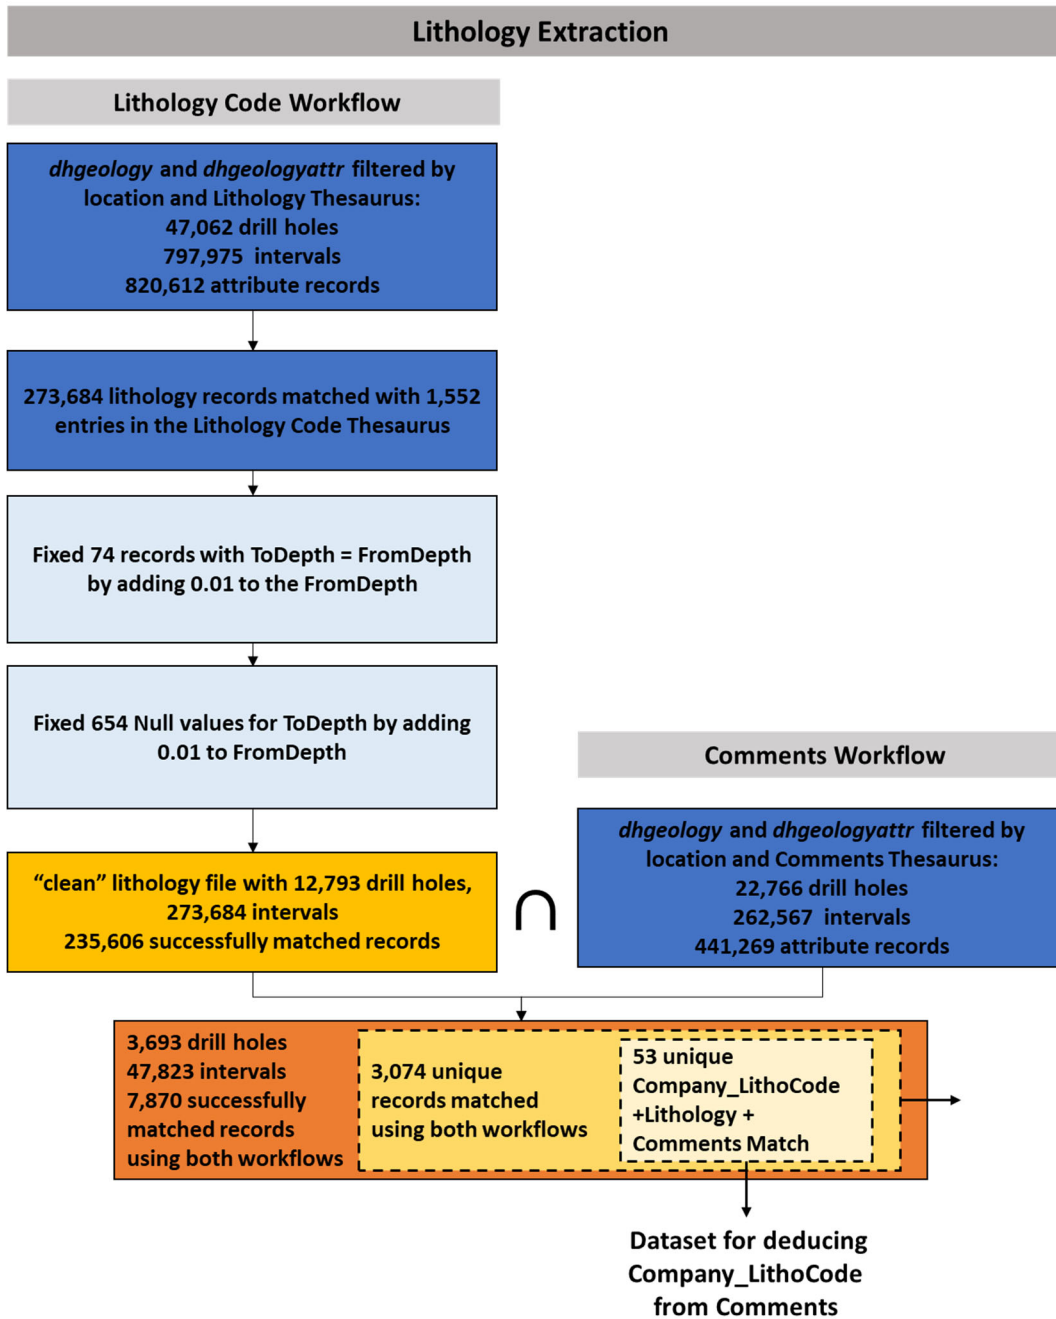 Lithology Extraction
Lithology Code Workflow
dhgeology and dhgeologyattr filtered by
location and Lithology Thesaurus:
47,062 drill holes
797,975 intervals
820,612 attribute records
273,684 lithology records matched with 1,552
entries in the Lithology Code Thesaurus
Fixed 74 records with ToDepth = FromDepth
by adding 0.01 to the FromDepth
Fixed 654 Null values for ToDepth by adding
0.01 to FromDepth
“clean” lithology file with 12,793 drill holes,
273,684 intervals
235,606 successfully matched records
∩
Comments Workflow
dhgeology and dhgeologyattr filtered by
location and Comments Thesaurus:
22,766 drill holes
262,567 intervals
441,269 attribute records
3,693 drill holes
47,823 intervals
7,870 successfully
matched records
using both workflows
3,074 unique
records matched
using both workflows
53 unique
Company_LithoCode
+Lithology +
Comments Match
Dataset for deducing
Company_LithoCode
from Comments